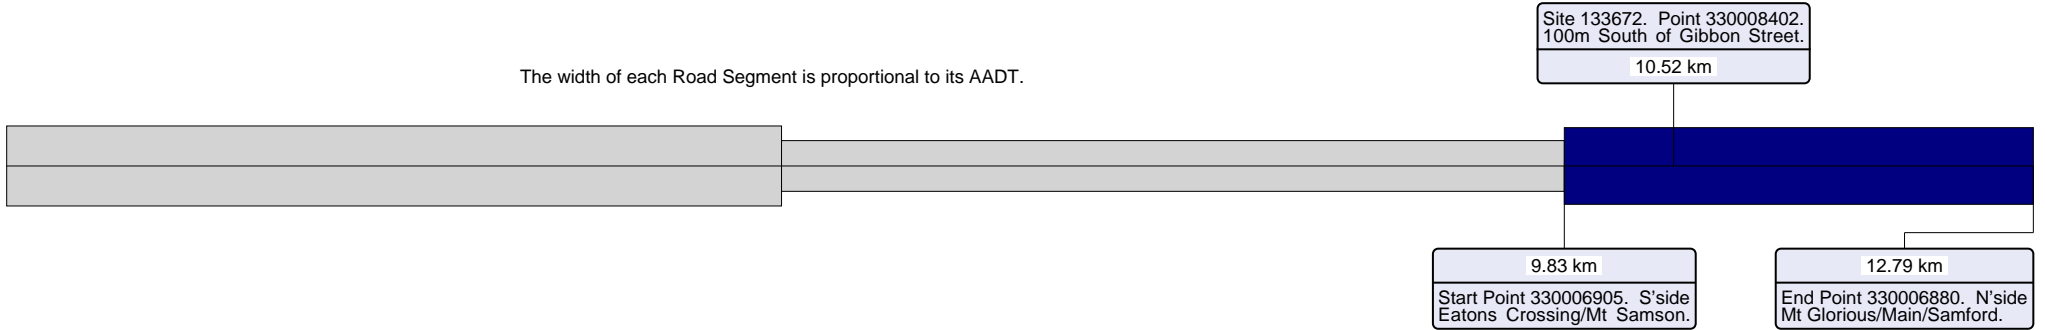 Site 133672. Point 330008402.
100m South of Gibbon Street.
10.52 km
The width of each Road Segment is proportional to its AADT.
9.83 km
Start Point 330006905. S'side
Eatons Crossing/Mt Samson.
12.79 km
End Point 330006880. N'side
Mt Glorious/Main/Samford.